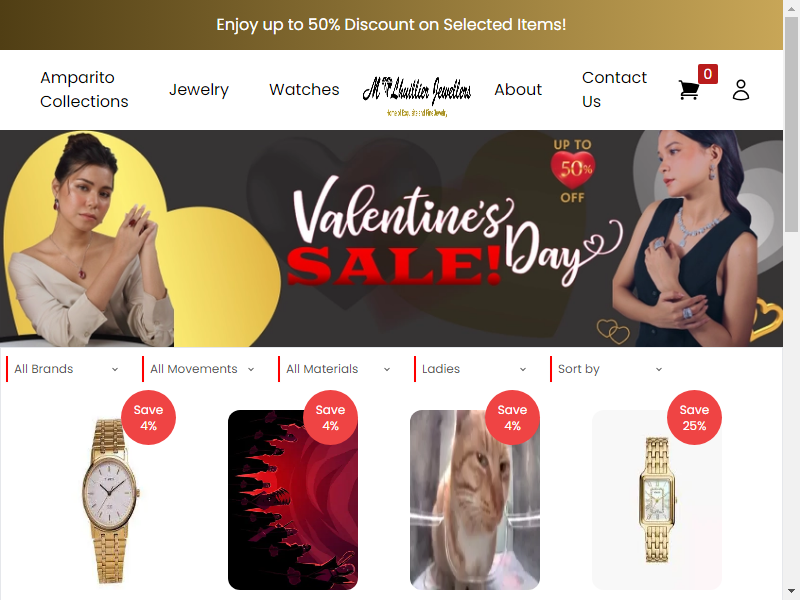 Enjoy up to 50% Discount on Selected Items!
Amparito
Collections
Jewelry
Watches
M Lhuillier Jewellers
About
Contact
Us
0
UP TO
50%
OFF
Valentine's
Day
SALE!
All Brands
All Movements
All Materials
Ladies
Sort by
Save
4%
Save
4%
Save
4%
Save
25%